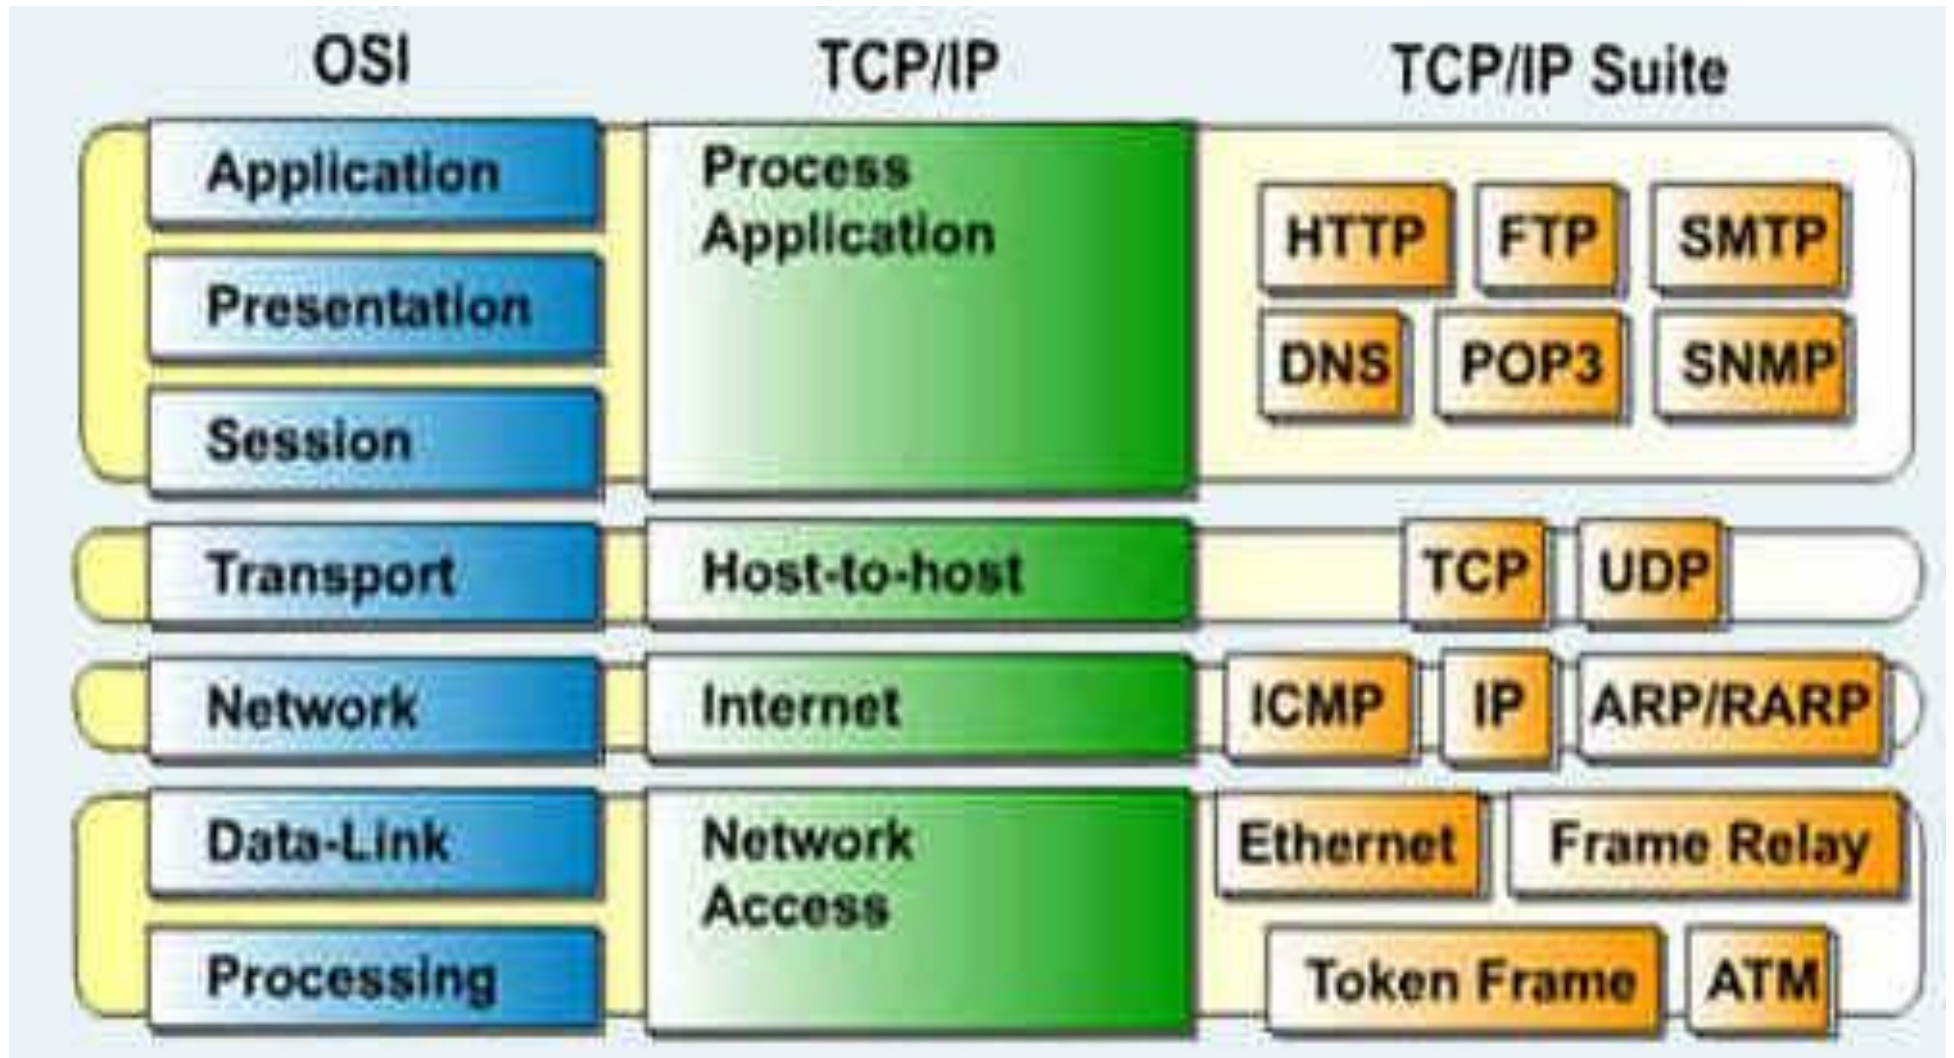 OSI
TCP/IP
TCP/IP Suite
Application
Presentation
Session
Process
Application
HTTP
FTP
SMTP
DNS
POP3
SNMP
Transport
Host-to-host
TCP
UDP
Network
Internet
ICMP
IP
ARP/RARP
Data-Link
Processing
Network
Access
Ethernet
Frame Relay
Token Frame
ATM